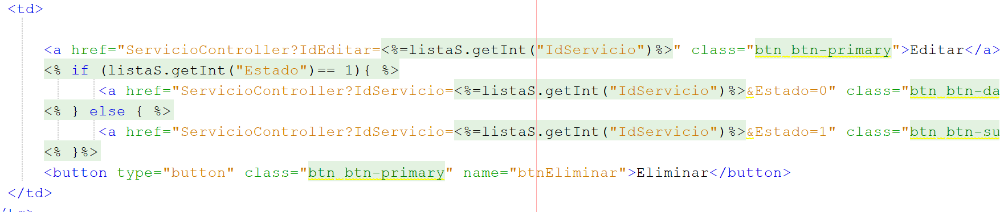 <td>
<a href="ServicioController?IdEditar=<%=listaS.getInt("IdServicio")%>" class="btn btn-primary">Editar</a>
<% if (listaS.getInt("Estado")== 1){ %>
<a href="ServicioController?IdServicio=<%=listaS.getInt("IdServicio")%>&Estado=0" class="btn btn-da
<% } else { %>
<a href="ServicioController?IdServicio=<%=listaS.getInt("IdServicio")%>&Estado=1" class="btn btn-su
<% }%>
<button type="button" class="btn btn-primary" name="btnEliminar">Eliminar</button>
</td>